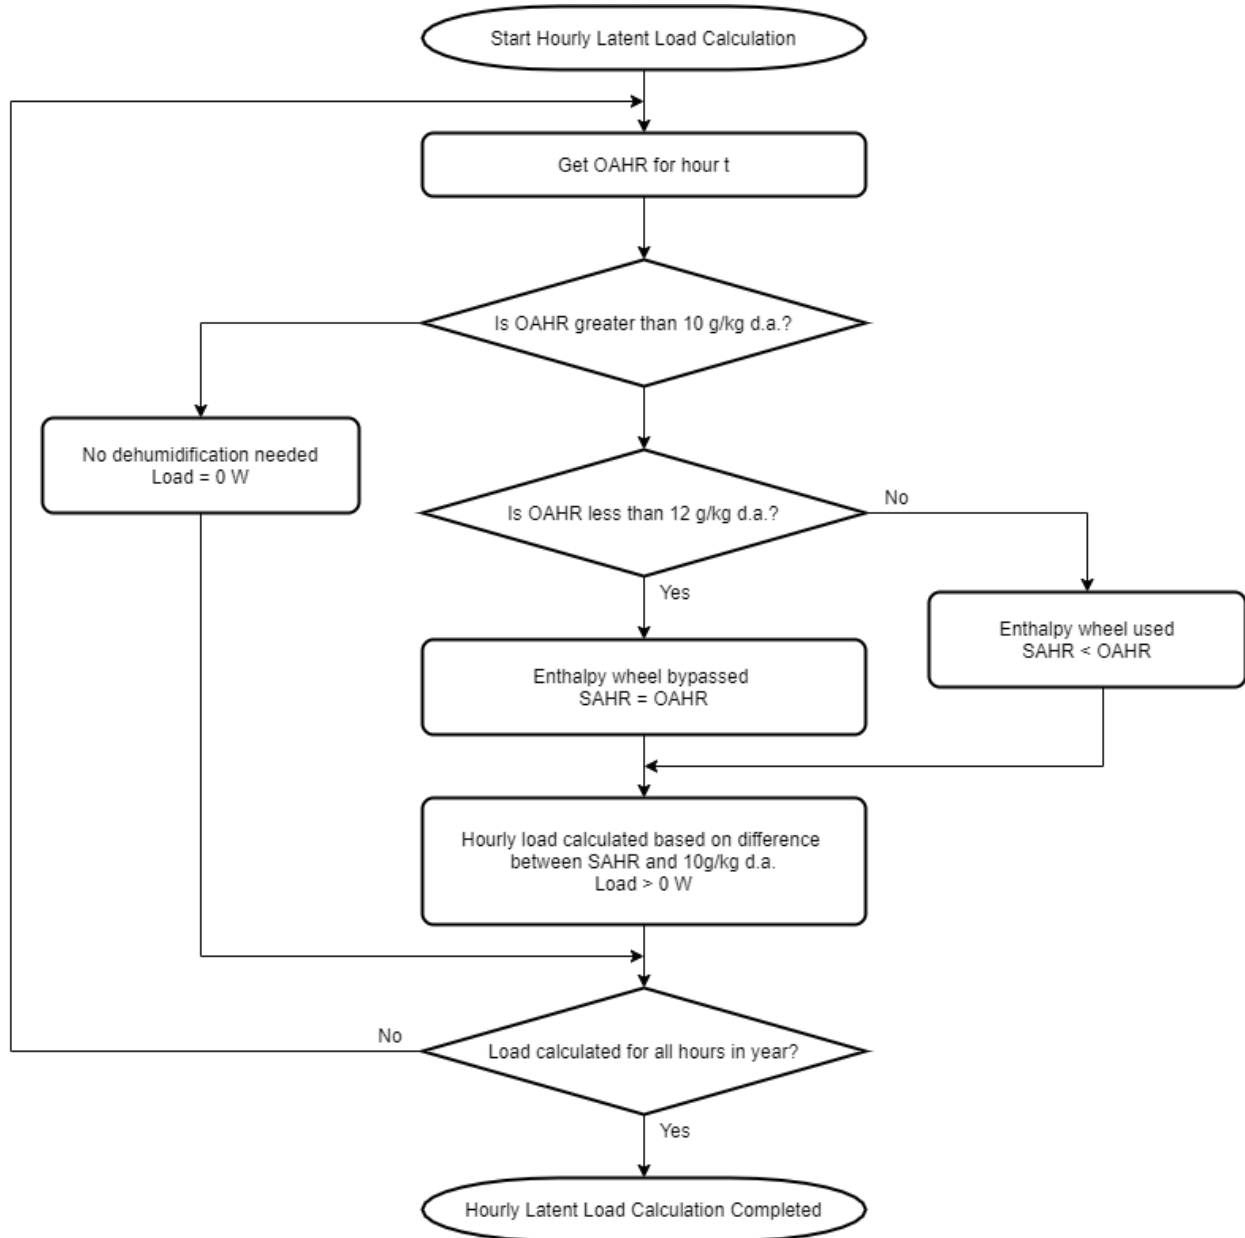 Start Hourly Latent Load Calculation
Get OAHR for hour t
Is OAHR greater than 10 g/kg d.a.?
No dehumidification needed
Load = 0 W
Is OAHR less than 12 g/kg d.a.?
No
Yes
Enthalpy wheel used
SAHR < OAHR
Enthalpy wheel bypassed
SAHR = OAHR
Hourly load calculated based on difference
between SAHR and 10g/kg d.a.
Load > 0 W
No
Load calculated for all hours in year?
Yes
Hourly Latent Load Calculation Completed